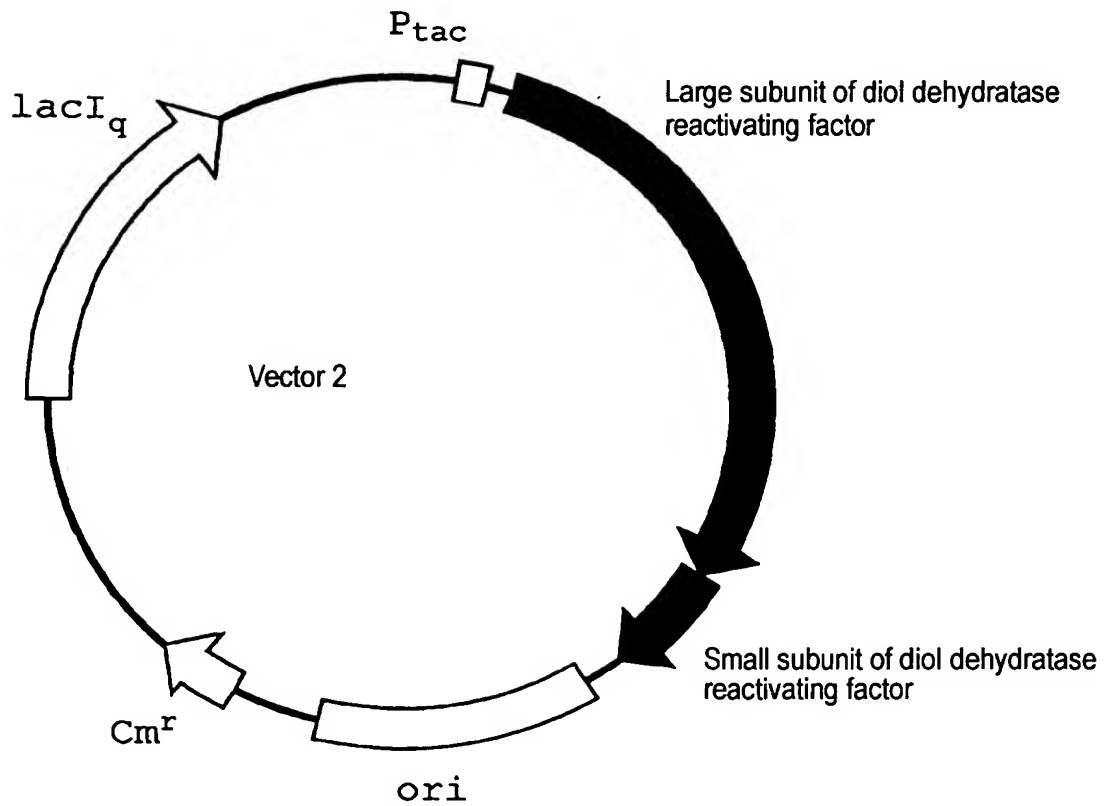 Ptac
lacIq
Large subunit of diol dehydratase
reactivating factor
Vector 2
Small subunit of diol dehydratase
reactivating factor
Cmr
ori